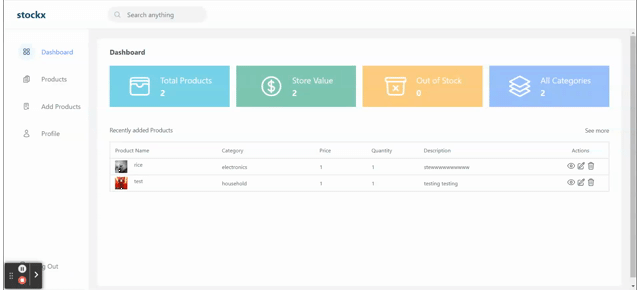 stockx
Search anything
Dashboard
Products
Add Products
Profile
g Out
Dashboard
Total Products
2
Store Value
2
Out of Stock
0
All Categories
2
Recently added Products
See more
Product Name Category Price Quantity Description Actions
rice electronics 1 1
test household 1 1 testing testing